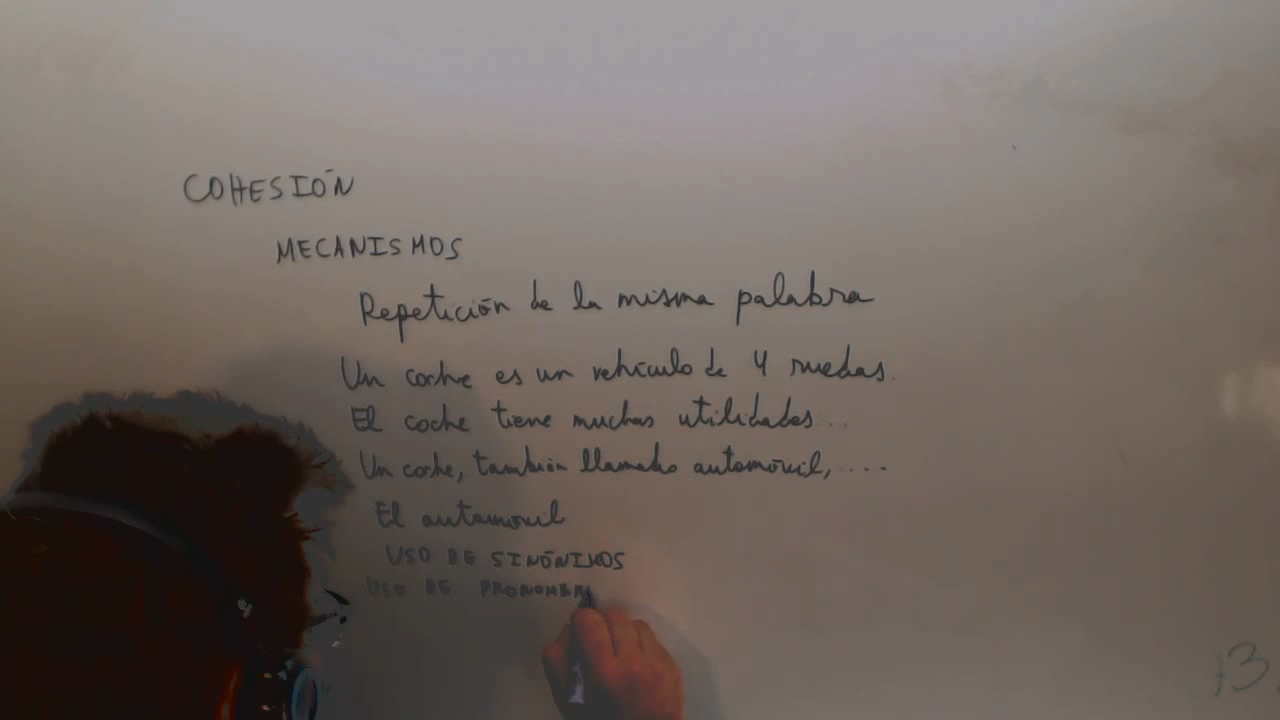 COHESIÓN
MECANISMOS
Repetición de la misma palabra
Un coche es un vehículo de 4 ruedas.
El coche tiene muchas utilidades...
Un coche, también llamado automóvil, ....
El automóvil
USO DE SINÓNIMOS
USO DE PRONOMBR